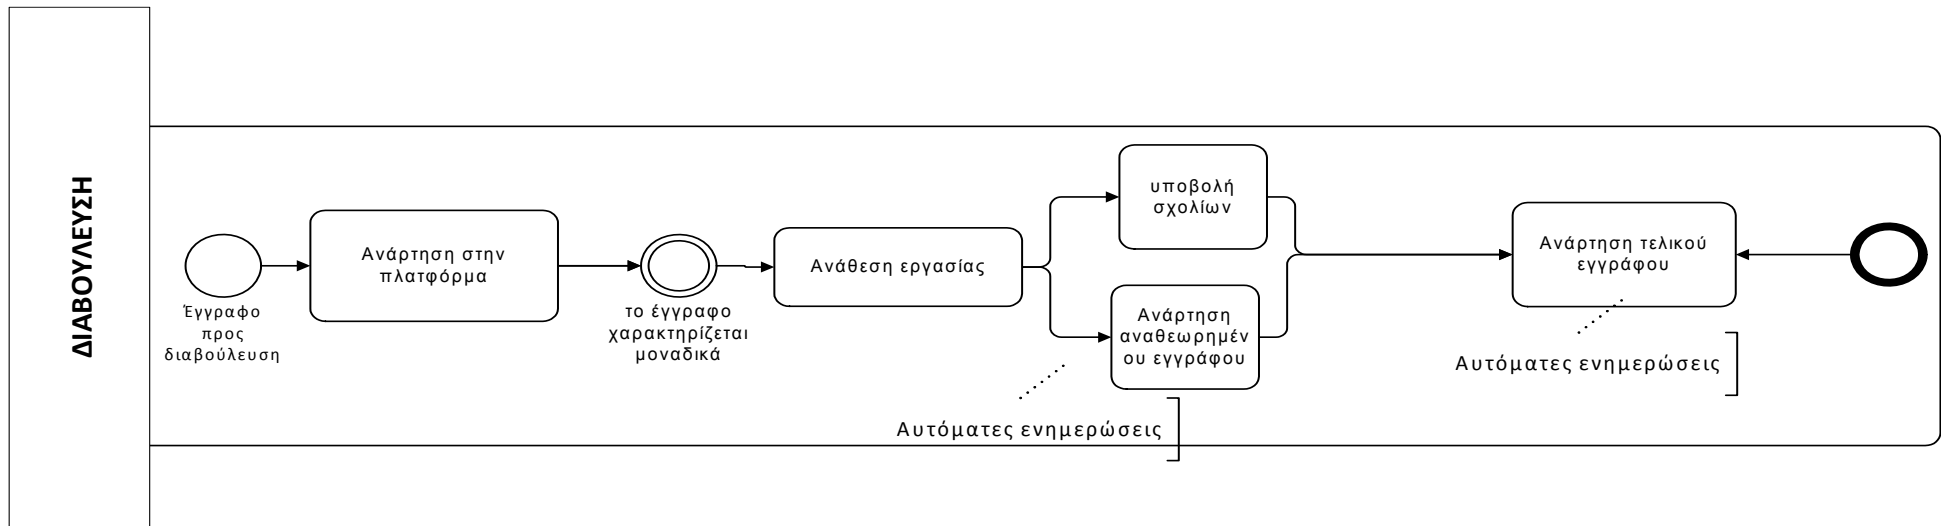 ΔΙΑΒΟΥΛΕΥΣΗ
Έγγραφο
προς
διαβούλευση
Ανάρτηση στην
πλατφόρμα
το έγγραφο
χαρακτηρίζεται
μοναδικά
Ανάθεση εργασίας
υποβολή
σχολίων
Ανάρτηση
αναθεωρημέν
ου εγγράφου
Αυτόματες ενημερώσεις
Ανάρτηση τελικού
εγγράφου
Αυτόματες ενημερώσεις